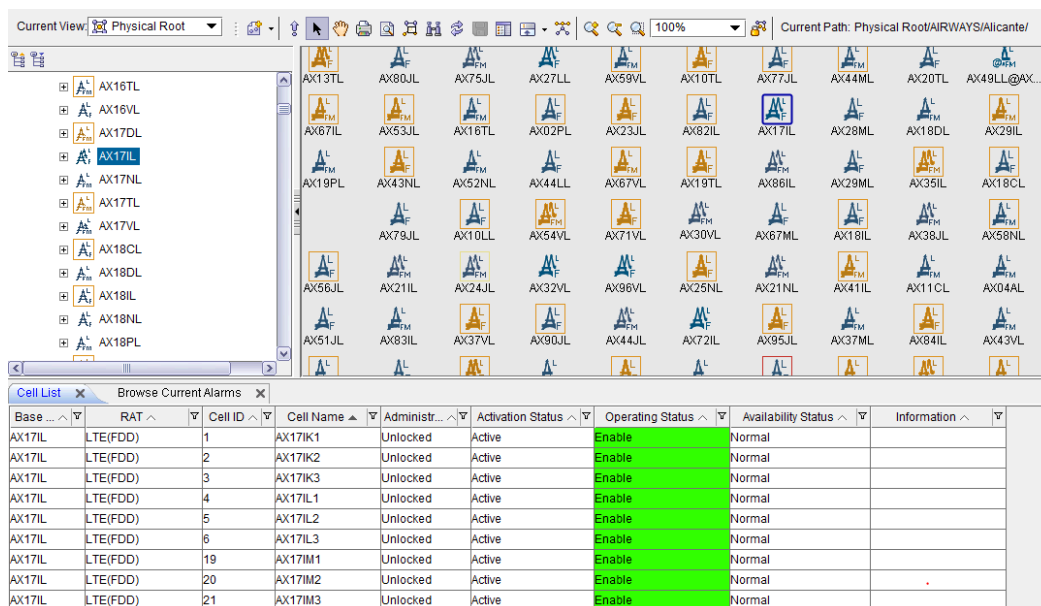 Current View: Physical Root 100% Current Path: Physical Root/AIRWAYS/Alicante/
AX16TL
AX16VL
AX17DL
AX17IL
AX17NL
AX17TL
AX17VL
AX18CL
AX18DL
AX18IL
AX18NL
AX18PL
AX13TL AX80JL AX75JL AX27LL AX59VL AX10TL AX77JL AX44ML AX20TL AX49LL@AX...
AX67IL AX53JL AX16TL AX02PL AX23JL AX82IL AX17IL AX28ML AX18DL AX29IL
AX19PL AX43NL AX52NL AX44LL AX67VL AX19TL AX86IL AX29ML AX35IL AX18CL
AX79JL AX10LL AX54VL AX71VL AX30VL AX67ML AX18IL AX38JL AX58NL
AX56JL AX21IL AX24JL AX32VL AX96VL AX25NL AX21NL AX41IL AX11CL AX04AL
AX51JL AX83IL AX37VL AX90JL AX44JL AX72IL AX95JL AX37ML AX84IL AX43VL
Cell List Browse Current Alarms
Base ... RAT Cell ID Cell Name Administr... Activation Status Operating Status Availability Status Information
AX17IL LTE(FDD) 1 AX17IK1 Unlocked Active Enable Normal
AX17IL LTE(FDD) 2 AX17IK2 Unlocked Active Enable Normal
AX17IL LTE(FDD) 3 AX17IK3 Unlocked Active Enable Normal
AX17IL LTE(FDD) 4 AX17IL1 Unlocked Active Enable Normal
AX17IL LTE(FDD) 5 AX17IL2 Unlocked Active Enable Normal
AX17IL LTE(FDD) 6 AX17IL3 Unlocked Active Enable Normal
AX17IL LTE(FDD) 19 AX17IM1 Unlocked Active Enable Normal
AX17IL LTE(FDD) 20 AX17IM2 Unlocked Active Enable Normal
AX17IL LTE(FDD) 21 AX17IM3 Unlocked Active Enable Normal